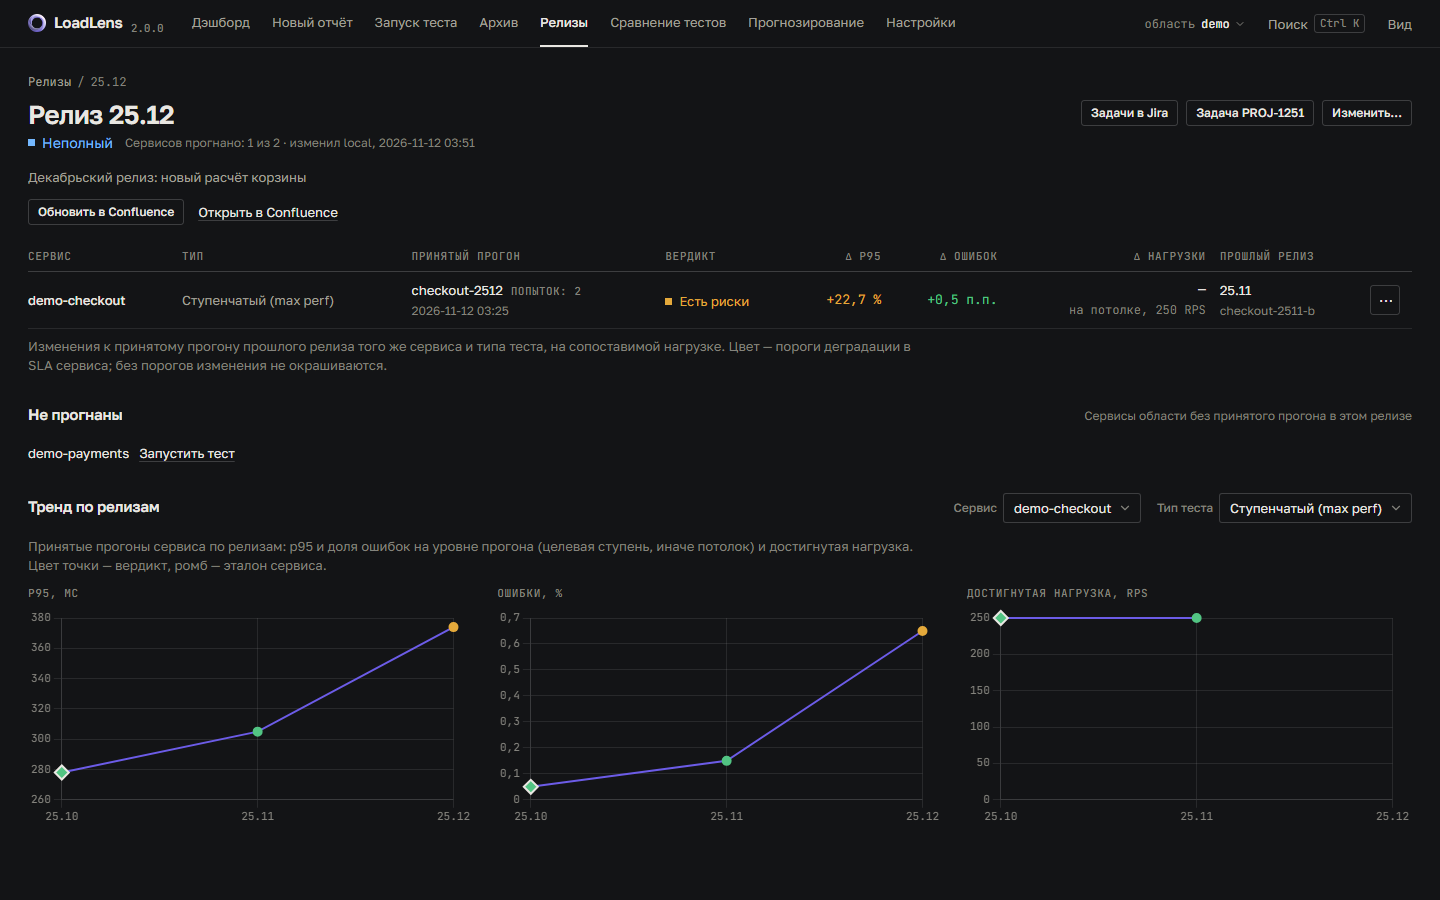 LoadLens 2.0.0 Дэшборд Новый отчёт Запуск теста Архив Релизы Сравнение тестов Прогнозирование Настройки область demo Поиск Ctrl K Вид
Релизы / 25.12
Релиз 25.12 Задачи в Jira Задача PROJ-1251 Изменить...
Неполный Сервисов прогнано: 1 из 2 · изменил local, 2026-11-12 03:51
Декабрьский релиз: новый расчёт корзины
Обновить в Confluence Открыть в Confluence
СЕРВИС ТИП ПРИНЯТЫЙ ПРОГОН ВЕРДИКТ Δ P95 Δ ОШИБОК Δ НАГРУЗКИ ПРОШЛЫЙ РЕЛИЗ
demo-checkout Ступенчатый (max perf) checkout-2512 ПОПЫТОК: 2 Есть риски +22,7 % +0,5 п.п. — 25.11 ...
2026-11-12 03:25 на потолке, 250 RPS checkout-2511-b
Изменения к принятому прогону прошлого релиза того же сервиса и типа теста, на сопоставимой нагрузке. Цвет — пороги деградации в
SLA сервиса; без порогов изменения не окрашиваются.
Не прогнаны Сервисы области без принятого прогона в этом релизе
demo-payments Запустить тест
Тренд по релизам Сервис demo-checkout Тип теста Ступенчатый (max perf)
Принятые прогоны сервиса по релизам: p95 и доля ошибок на уровне прогона (целевая ступень, иначе потолок) и достигнутая нагрузка.
Цвет точки — вердикт, ромб — эталон сервиса.
P95, МС
380
360
340
320
300
280
260
25.10 25.11 25.12
ОШИБКИ, %
0,7
0,6
0,5
0,4
0,3
0,2
0,1
0
25.10 25.11 25.12
ДОСТИГНУТАЯ НАГРУЗКА, RPS
250
200
150
100
50
0
25.10 25.11 25.12